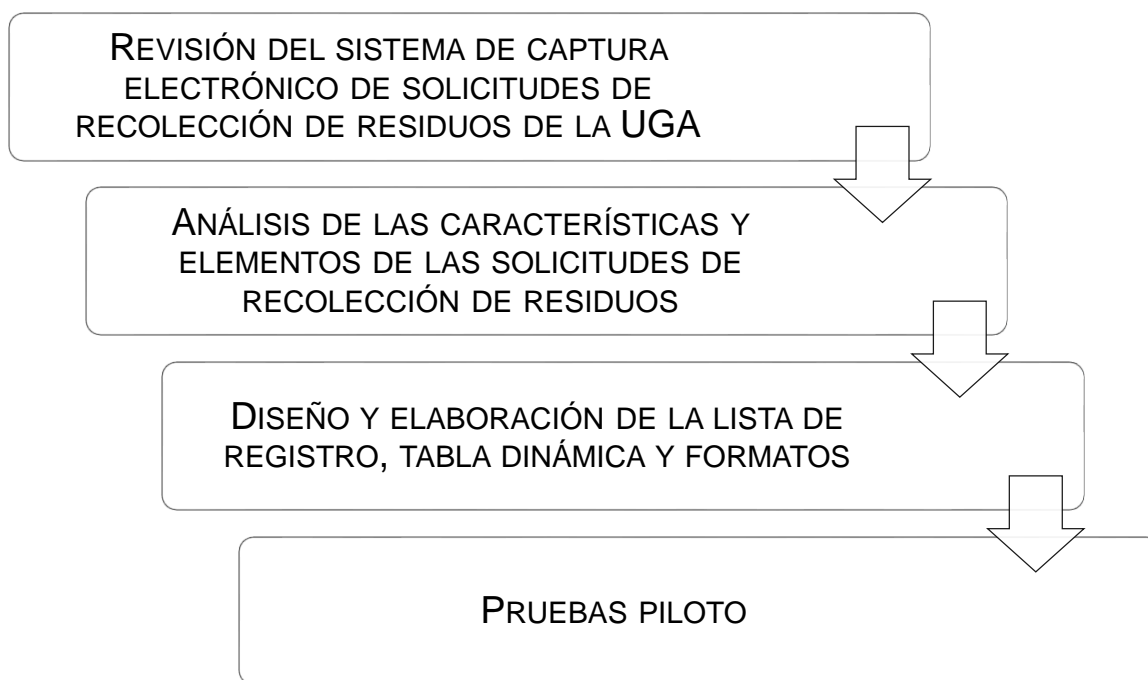 REVISIÓN DEL SISTEMA DE CAPTURA
ELECTRÓNICO DE SOLICITUDES DE
RECOLECCIÓN DE RESIDUOS DE LA UGA
ANÁLISIS DE LAS CARACTERÍSTICAS Y
ELEMENTOS DE LAS SOLICITUDES DE
RECOLECCIÓN DE RESIDUOS
DISEÑO Y ELABORACIÓN DE LA LISTA DE
REGISTRO, TABLA DINÁMICA Y FORMATOS
PRUEBAS PILOTO